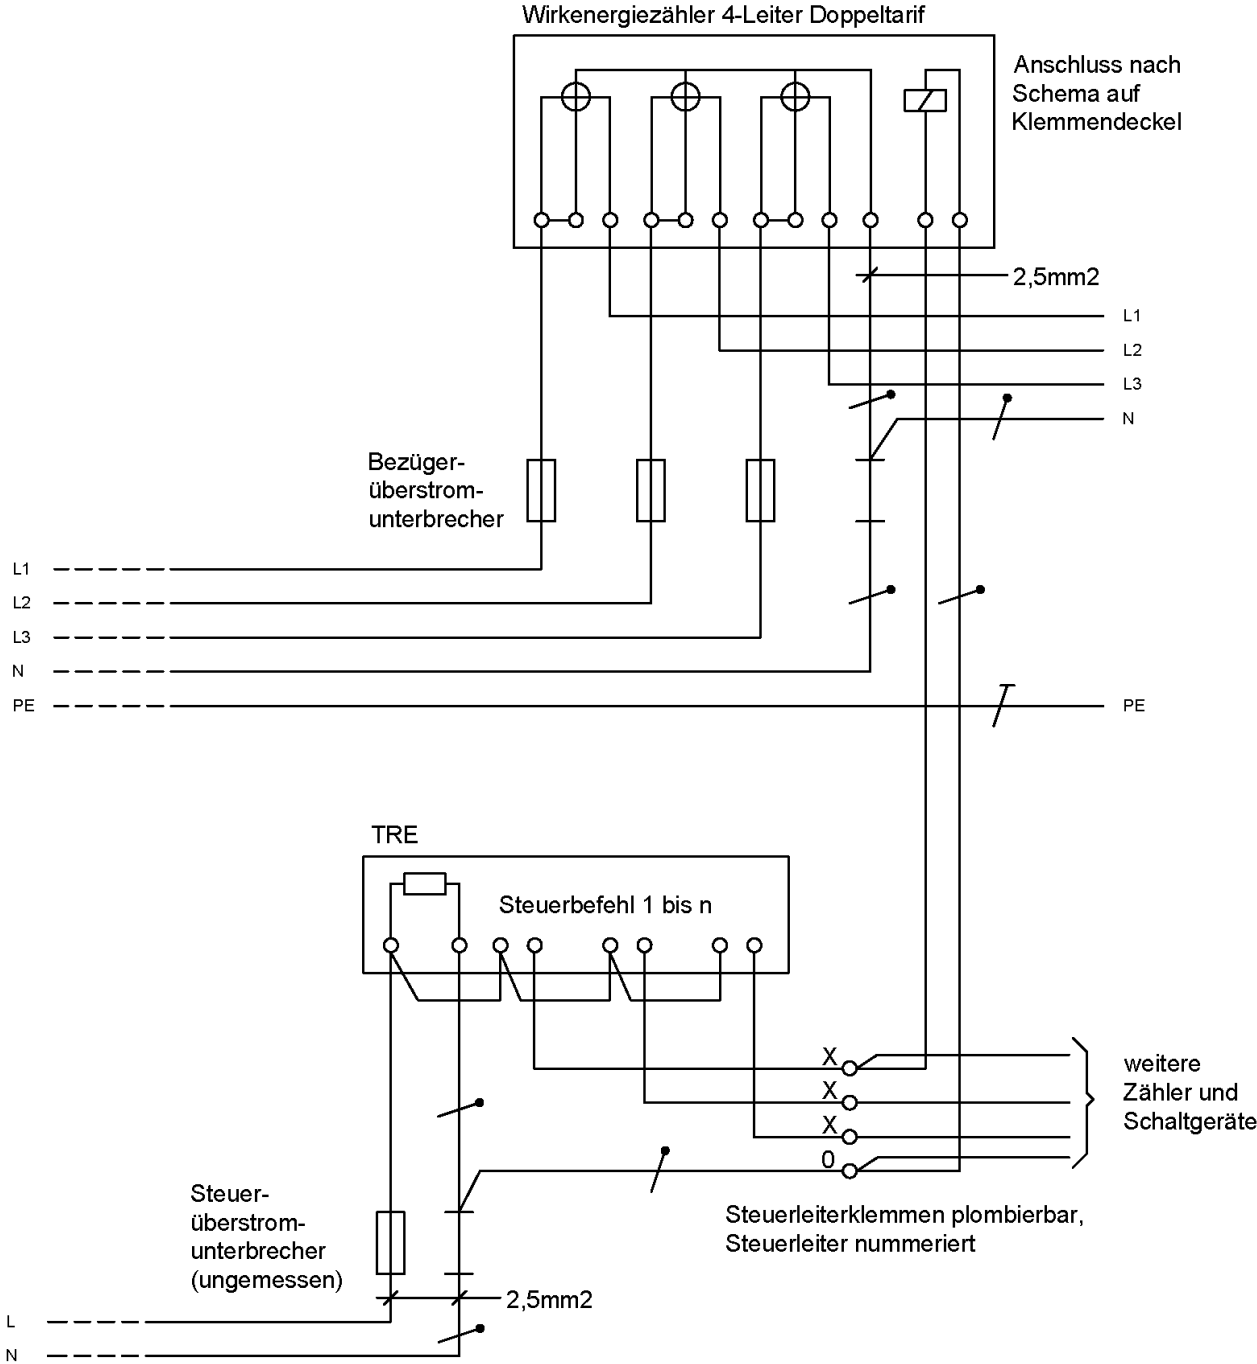 Wirkenergiezähler 4-Leiter Doppeltarif
Anschluss nach
Schema auf
Klemmendeckel
2,5mm2
L1
L2
L3
N
Bezüger-
überstrom-
unterbrecher
L1
L2
L3
N
PE
PE
TRE
Steuerbefehl 1 bis n
X
X
X
0
weitere
Zähler und
Schaltgeräte
Steuer-
überstrom-
unterbrecher
(ungemessen)
Steuerleiterklemmen plombierbar,
Steuerleiter nummeriert
2,5mm2
L
N